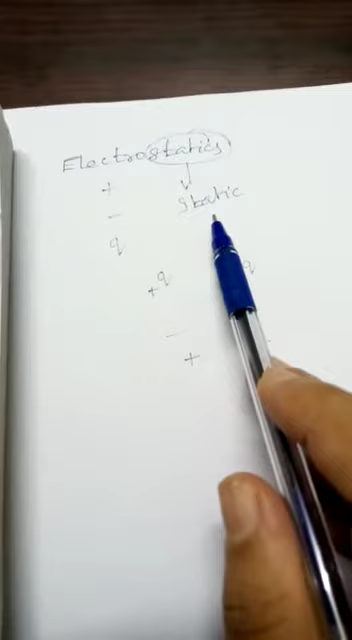 Electrostatics
+
- static
q
+q q
-
+